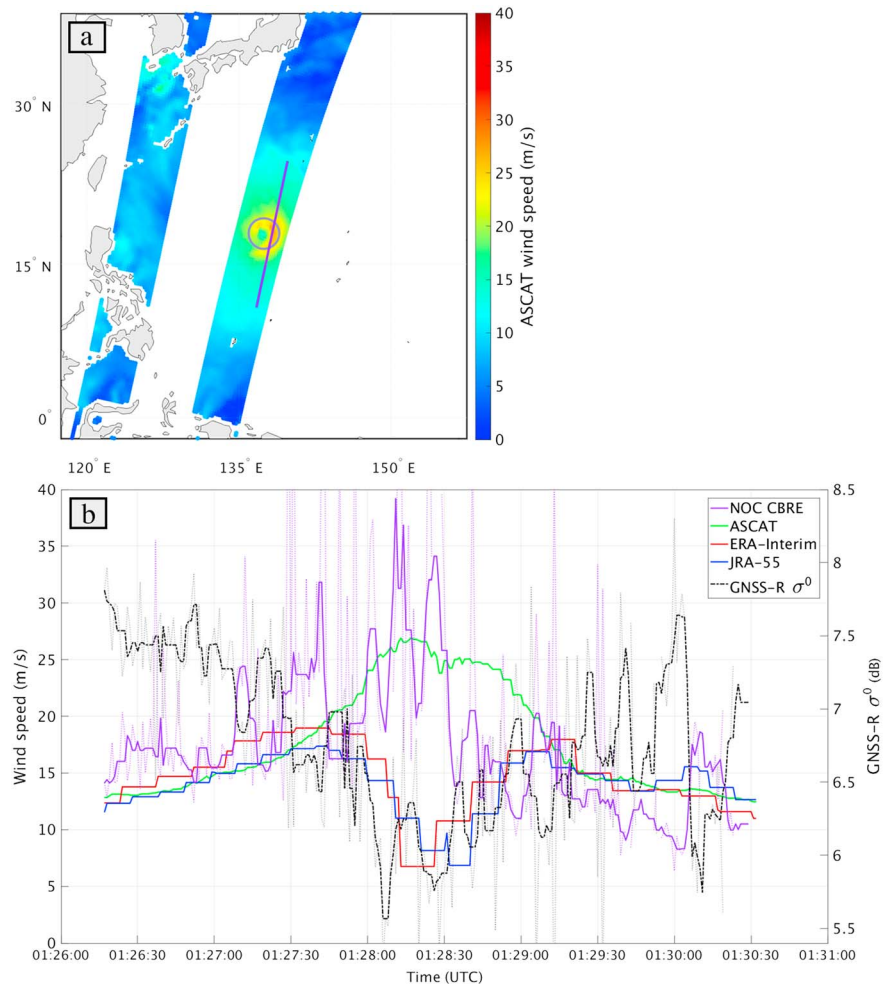 a
30° N
15° N
0°
120° E
135° E
150° E
40
35
30
25
20
15
10
5
0
ASCAT wind speed (m/s)
b
40
35
30
25
20
15
10
5
0
Wind speed (m/s)
NOC CBRE
ASCAT
ERA-Interim
JRA-55
GNSS-R σ⁰
8.5
8
7.5
7
6.5
6
5.5
GNSS-R σ⁰ (dB)
01:26:00 01:26:30 01:27:00 01:27:30 01:28:00 01:28:30 01:29:00 01:29:30 01:30:00 01:30:30 01:31:00
Time (UTC)